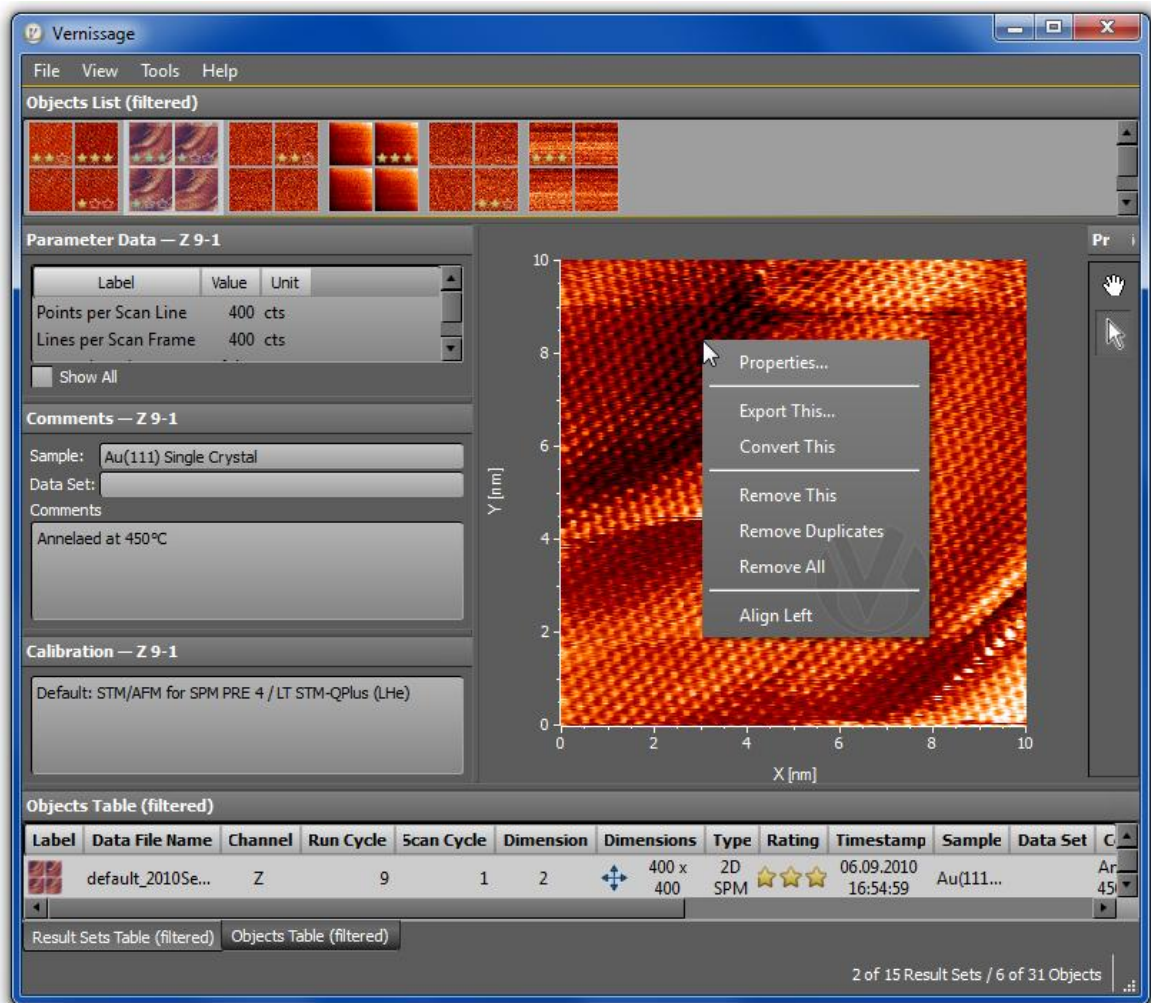 Vernissage
File View Tools Help
Objects List (filtered)
Parameter Data — Z 9-1
Label Value Unit
Points per Scan Line 400 cts
Lines per Scan Frame 400 cts
Show All
Comments — Z 9-1
Sample: Au(111) Single Crystal
Data Set:
Comments
Annelaed at 450°C
Calibration — Z 9-1
Default: STM/AFM for SPM PRE 4 / LT STM-QPlus (LHe)
Pr
10
8
6
4
2
0
Y [nm]
0 2 4 6 8 10
X [nm]
Properties...
Export This...
Convert This
Remove This
Remove Duplicates
Remove All
Align Left
Objects Table (filtered)
Label Data File Name Channel Run Cycle Scan Cycle Dimension Dimensions Type Rating Timestamp Sample Data Set C
default_2010Se... Z 9 1 2 400 x 400 2D SPM 06.09.2010 16:54:59 Au(111... An 450
Result Sets Table (filtered) Objects Table (filtered)
2 of 15 Result Sets / 6 of 31 Objects